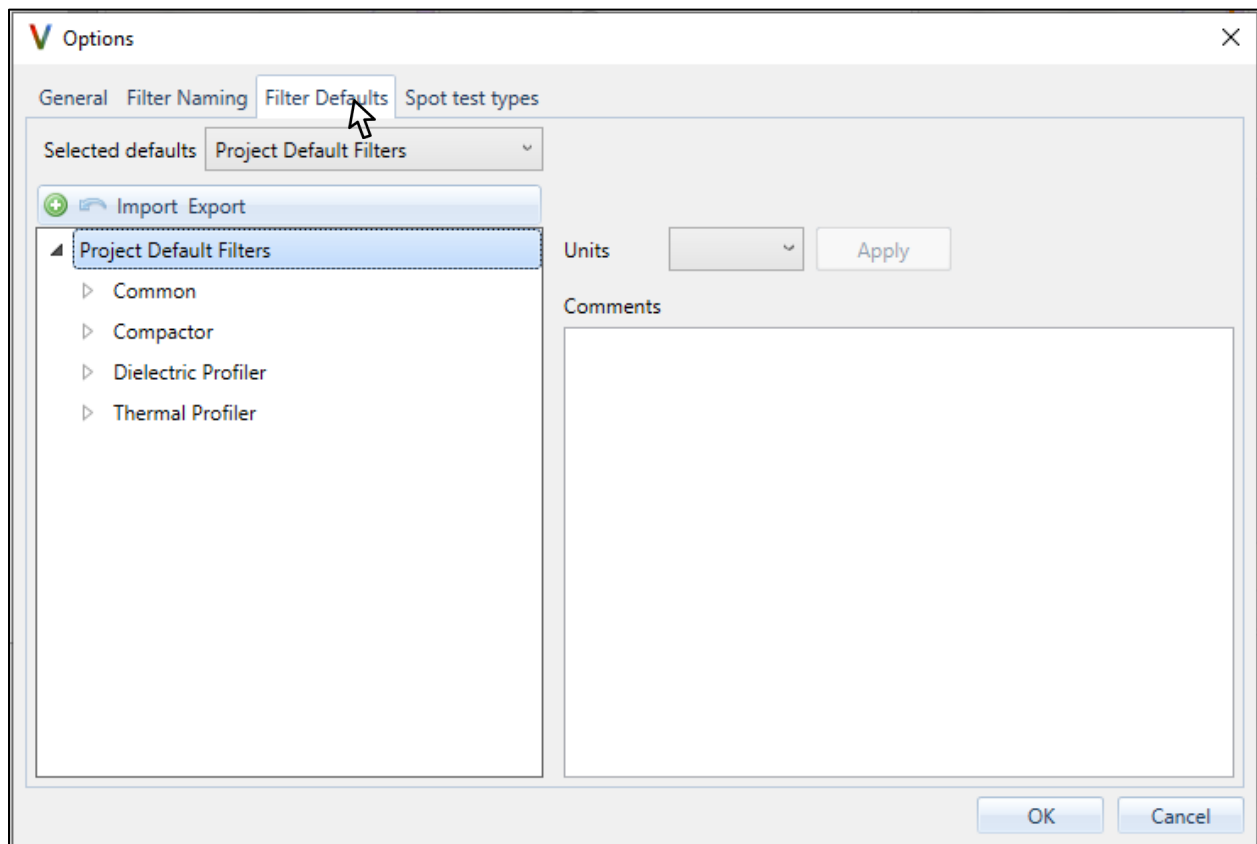 Options
General Filter Naming Filter Defaults Spot test types
Selected defaults Project Default Filters
Import Export
Project Default Filters
Units Apply
Common
Comments
Compactor
Dielectric Profiler
Thermal Profiler
OK Cancel